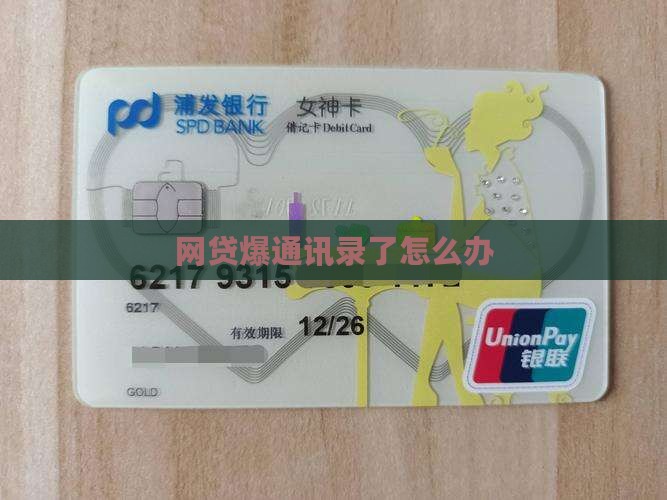 浦发银行 女神卡
SPD BANK 借记卡 Debit Card
网贷爆通讯录了怎么办
6217 9315
6217
有效期限 12/26
UnionPay
银联
GOLD